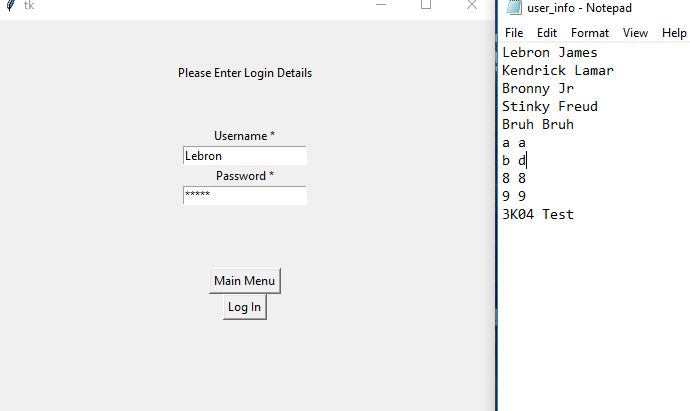 tk
Please Enter Login Details
Username *
Lebron
Password *
*****
Main Menu
Log In
user_info - Notepad
File Edit Format View Help
Lebron James
Kendrick Lamar
Bronny Jr
Stinky Freud
Bruh Bruh
a a
b d
8 8
9 9
3K04 Test